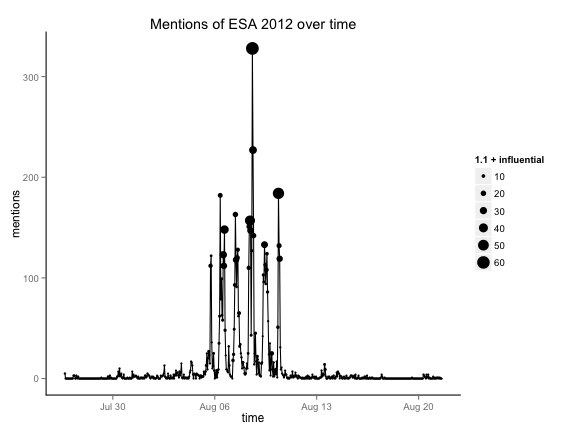 Mentions of ESA 2012 over time
300
200
100
0
mentions
Jul 30
Aug 06
Aug 13
Aug 20
time
1.1 + influential
10
20
30
40
50
60